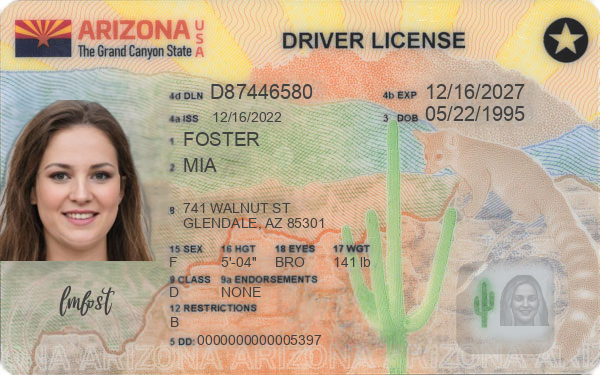 ARIZONA USA
The Grand Canyon State
DRIVER LICENSE
4d DLN D87446580
4b EXP 12/16/2027
4a ISS 12/16/2022
3 DOB 05/22/1995
1 FOSTER
2 MIA
8 741 WALNUT ST
GLENDALE, AZ 85301
15 SEX 16 HGT 18 EYES 17 WGT
F 5'-04" BRO 141 lb
9 CLASS 9a ENDORSEMENTS
D NONE
12 RESTRICTIONS
B
5 DD: 0000000000005397
ARIZONA ARIZONA ARIZONA ARIZONA